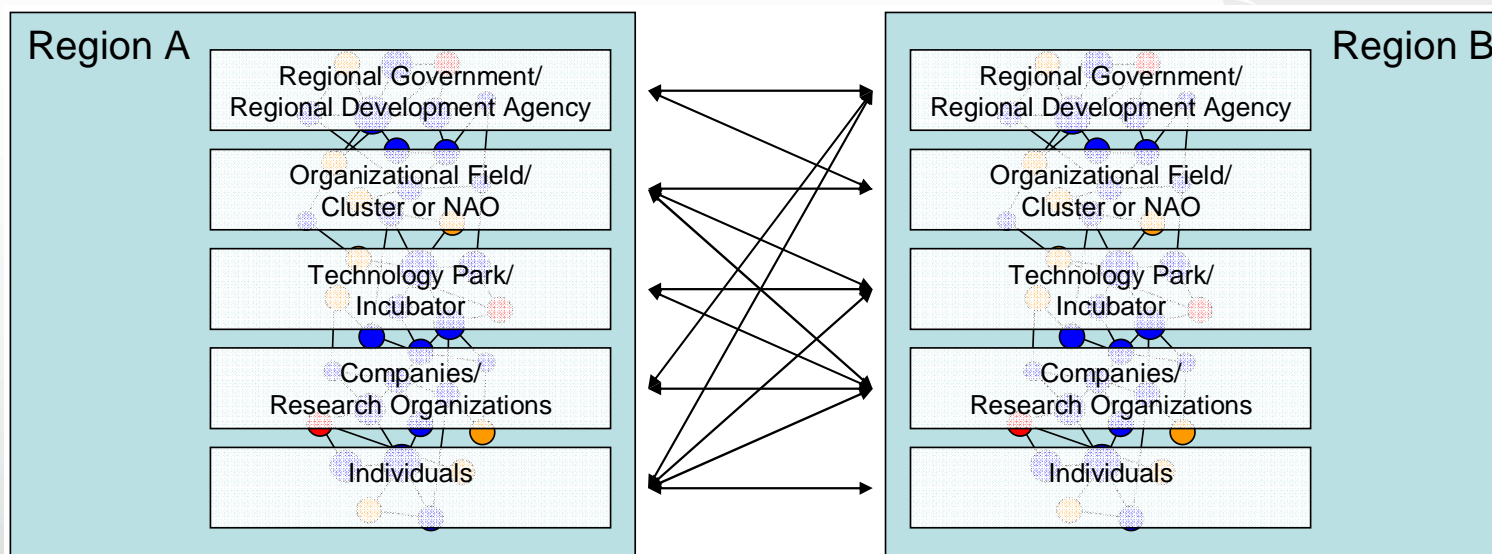 Region A
Regional Government/
Regional Development Agency
Organizational Field/
Cluster or NAO
Technology Park/
Incubator
Companies/
Research Organizations
Individuals
Region B
Regional Government/
Regional Development Agency
Organizational Field/
Cluster or NAO
Technology Park/
Incubator
Companies/
Research Organizations
Individuals